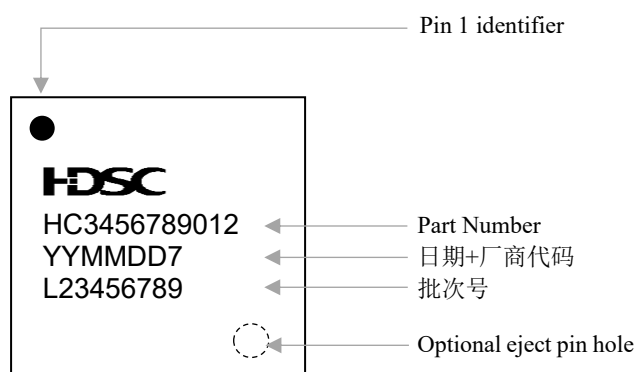 Pin 1 identifier
HDSC
HC3456789012
Part Number
YYMMDD7
日期+厂商代码
L23456789
批次号
Optional eject pin hole